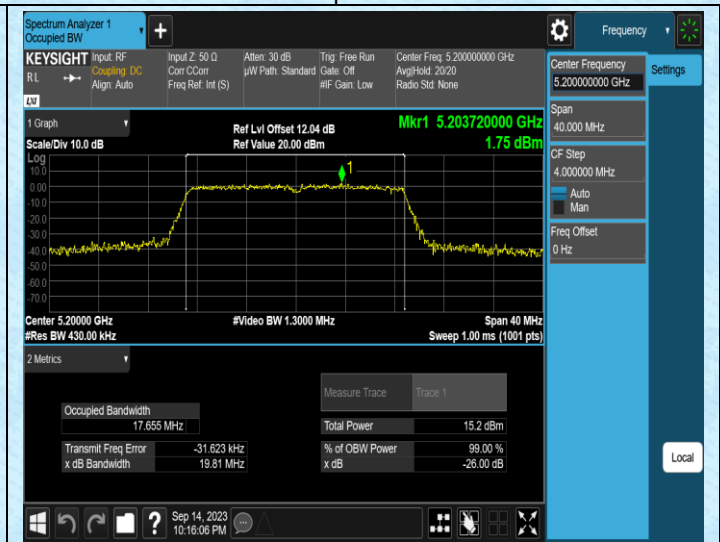 Spectrum Analyzer 1
Occupied BW
Frequency
KEYSIGHT
R L
LXI
Input: RF
Coupling: DC
Align: Auto
Input Z: 50 Ω
Corr CCorr
Freq Ref: Int (S)
Atten: 30 dB
µW Path: Standard
Trig: Free Run
Gate: Off
#IF Gain: Low
Center Freq: 5.200000000 GHz
Avg|Hold: 20/20
Radio Std: None
Center Frequency
5.200000000 GHz
Settings
Span
40.000 MHz
CF Step
4.000000 MHz
Auto
Man
Freq Offset
0 Hz
Local
1 Graph
Scale/Div 10.0 dB
Ref Lvl Offset 12.04 dB
Ref Value 20.00 dBm
Mkr1 5.203720000 GHz
1.75 dBm
Log
10.0
0.00
-10.0
-20.0
-30.0
-40.0
-50.0
-60.0
-70.0
1
Center 5.20000 GHz
#Video BW 1.3000 MHz
Span 40 MHz
#Res BW 430.00 kHz
Sweep 1.00 ms (1001 pts)
2 Metrics
Measure Trace
Trace 1
Occupied Bandwidth
17.655 MHz
Total Power
15.2 dBm
Transmit Freq Error
-31.623 kHz
% of OBW Power
99.00 %
x dB Bandwidth
19.81 MHz
x dB
-26.00 dB
Sep 14, 2023
10:16:06 PM